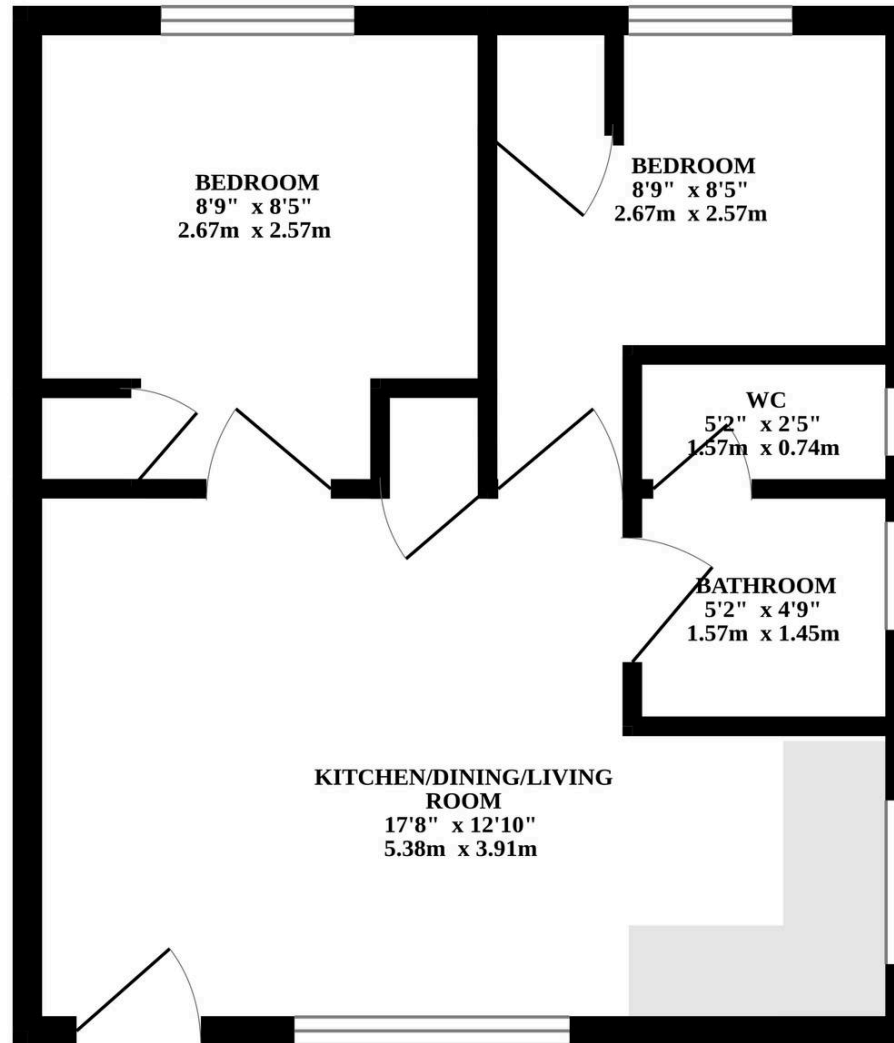 BEDROOM
8'9" x 8'5"
2.67m x 2.57m
BEDROOM
8'9" x 8'5"
2.67m x 2.57m
WC
5'2" x 2'5"
1.57m x 0.74m
BATHROOM
5'2" x 4'9"
1.57m x 1.45m
KITCHEN/DINING/LIVING
ROOM
17'8" x 12'10"
5.38m x 3.91m